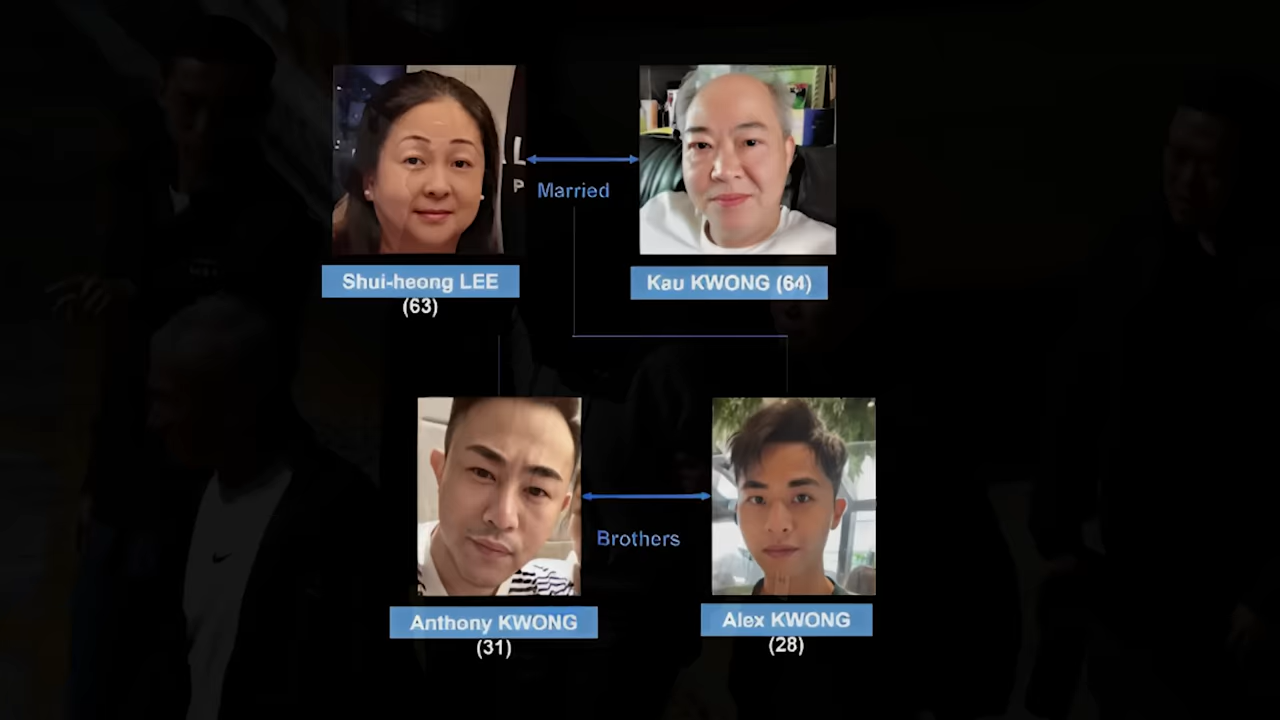 L
P
Married
Shui-heong LEE
(63)
Kau KWONG (64)
Brothers
Anthony KWONG
(31)
Alex KWONG
(28)